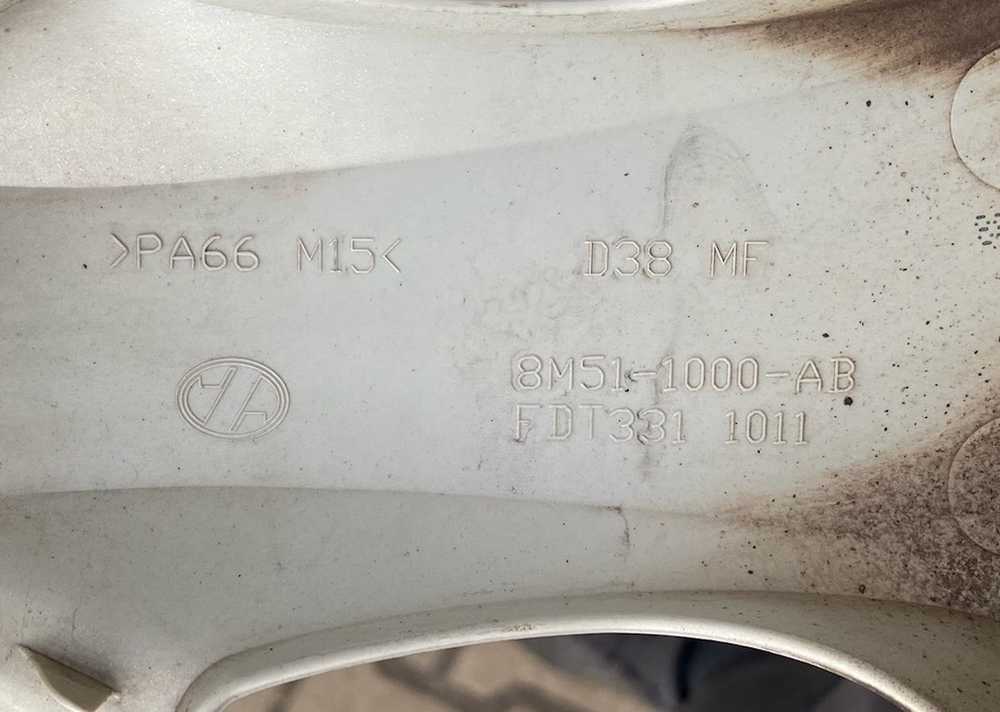 >PA66 M15<
D38 MF
8M51-1000-AB
FDT331 1011